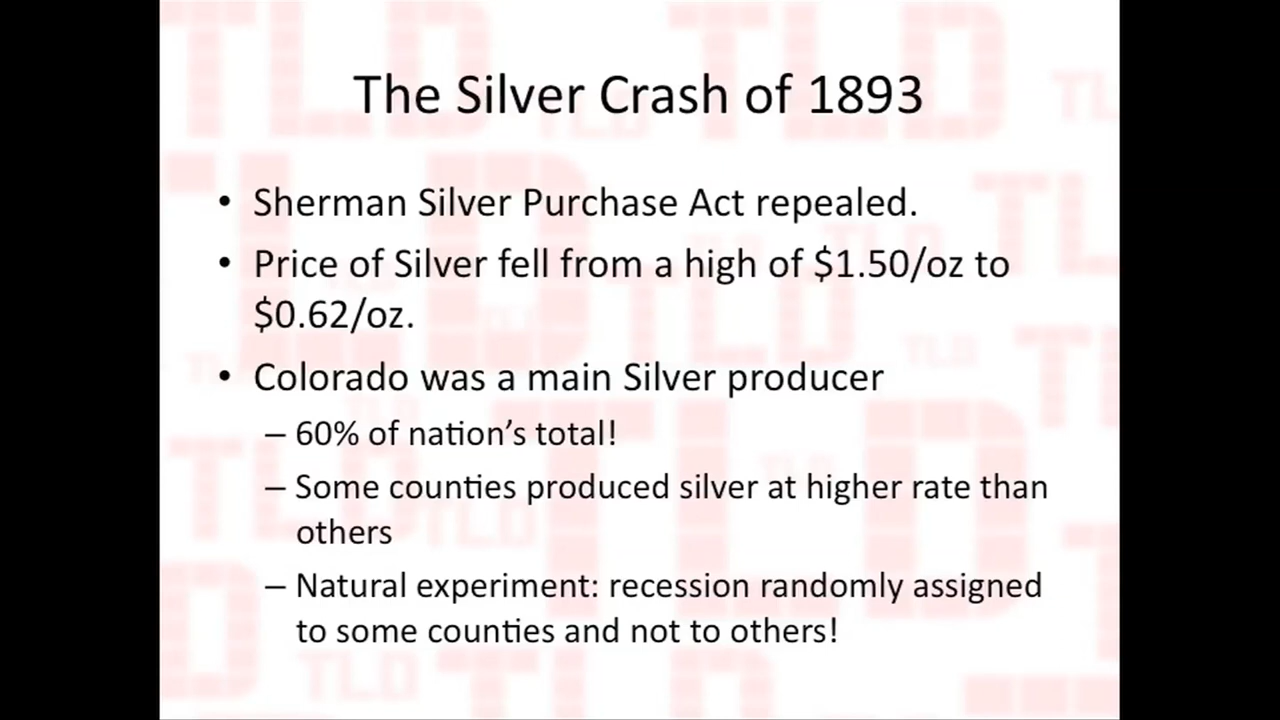 The Silver Crash of 1893
• Sherman Silver Purchase Act repealed.
• Price of Silver fell from a high of $1.50/oz to
$0.62/oz.
• Colorado was a main Silver producer
– 60% of nation’s total!
– Some counties produced silver at higher rate than
others
– Natural experiment: recession randomly assigned
to some counties and not to others!
TLD